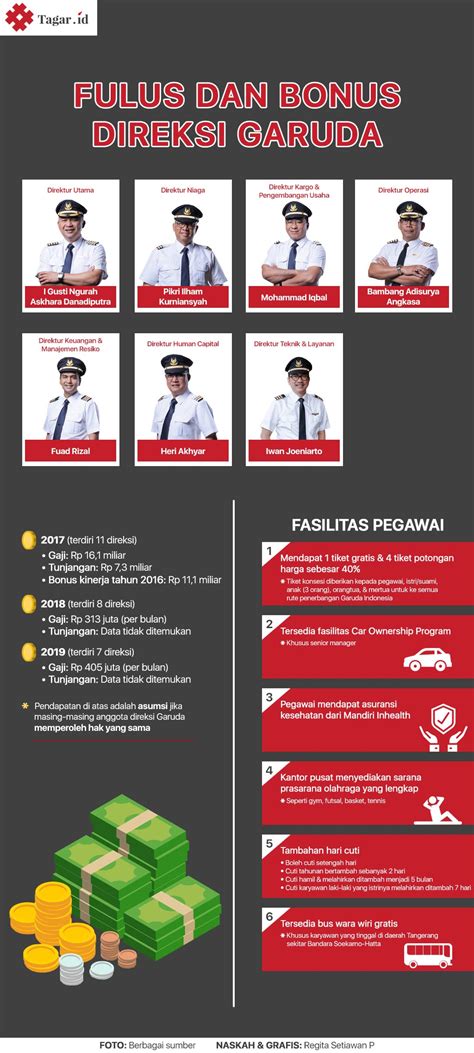 Tagar.id
FULUS DAN BONUS
DIREKSI GARUDA
Direktur Utama
I Gusti Ngurah
Askhara Danadiputra
Direktur Niaga
Pikri Ilham
Kurniansyah
Direktur Kargo &
Pengembangan Usaha
Mohammad Iqbal
Direktur Operasi
Bambang Adisurya
Angkasa
Direktur Keuangan &
Manajemen Resiko
Fuad Rizal
Direktur Human Capital
Heri Akhyar
Direktur Teknik & Layanan
Iwan Joeniarto
2017 (terdiri 11 direksi)
• Gaji: Rp 16,1 miliar
• Tunjangan: Rp 7,3 miliar
• Bonus kinerja tahun 2016: Rp 11,1 miliar
2018 (terdiri 8 direksi)
• Gaji: Rp 313 juta (per bulan)
• Tunjangan: Data tidak ditemukan
2019 (terdiri 7 direksi)
• Gaji: Rp 405 juta (per bulan)
• Tunjangan: Data tidak ditemukan
* Pendapatan di atas adalah asumsi jika
masing-masing anggota direksi Garuda
memperoleh hak yang sama
FASILITAS PEGAWAI
1
Mendapat 1 tiket gratis & 4 tiket potongan
harga sebesar 40%
• Tiket konsesi diberikan kepada pegawai, istri/suami,
anak (3 orang), orangtua, & mertua untuk ke semua
rute penerbangan Garuda Indonesia
2
Tersedia fasilitas Car Ownership Program
• Khusus senior manager
3
Pegawai mendapat asuransi
kesehatan dari Mandiri Inhealth
4
Kantor pusat menyediakan sarana
prasarana olahraga yang lengkap
• Seperti gym, futsal, basket, tennis
5
Tambahan hari cuti
• Boleh cuti setengah hari
• Cuti tahunan bertambah sebanyak 2 hari
• Cuti hamil & melahirkan ditambah menjadi 5 bulan
• Cuti karyawan laki-laki yang istrinya melahirkan ditambah 7 hari
6
Tersedia bus wara wiri gratis
• Khusus karyawan yang tinggal di daerah Tangerang
sekitar Bandara Soekarno-Hatta
FOTO: Berbagai sumber
NASKAH & GRAFIS: Regita Setiawan P